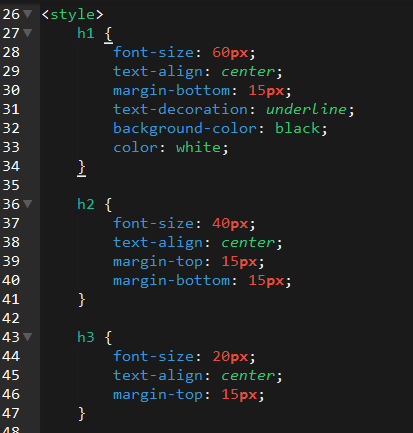 26 <style>
27 h1 {
28 font-size: 60px;
29 text-align: center;
30 margin-bottom: 15px;
31 text-decoration: underline;
32 background-color: black;
33 color: white;
34 }
35
36 h2 {
37 font-size: 40px;
38 text-align: center;
39 margin-top: 15px;
40 margin-bottom: 15px;
41 }
42
43 h3 {
44 font-size: 20px;
45 text-align: center;
46 margin-top: 15px;
47 }
48